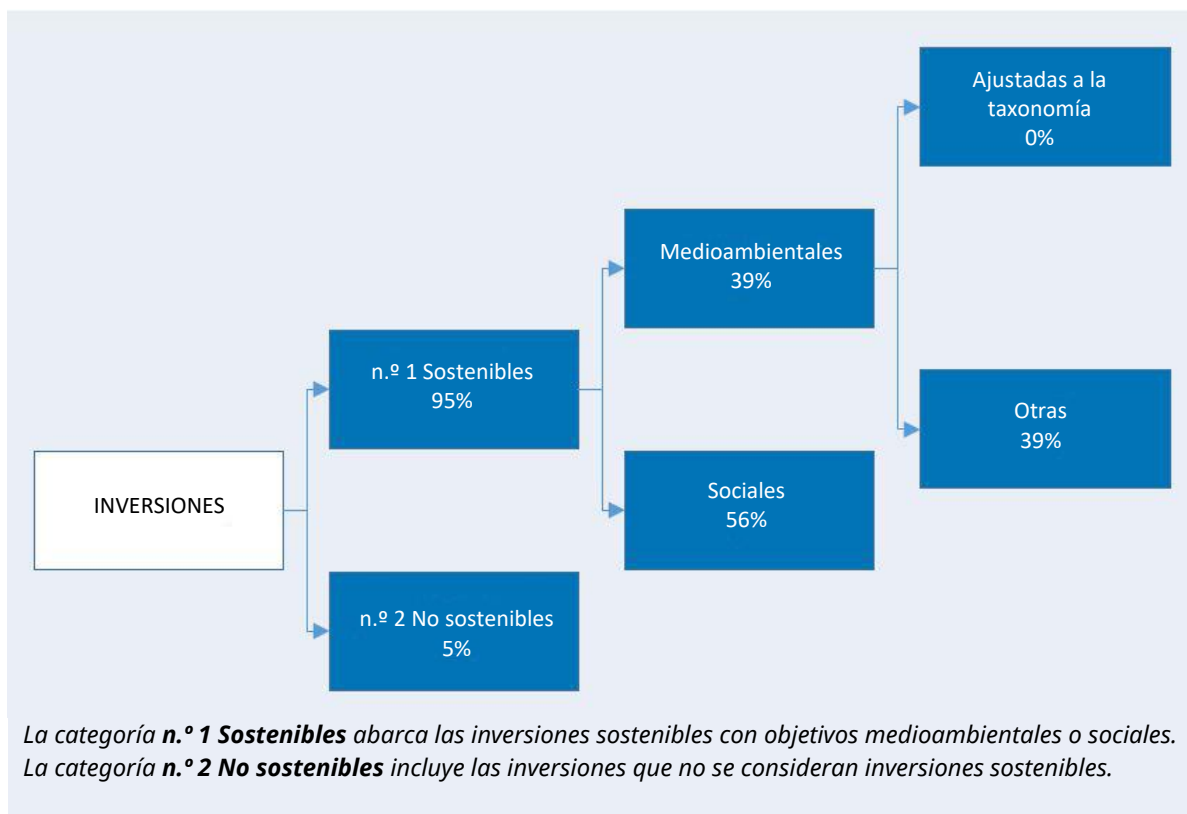 Ajustadas a la
taxonomía
0%
Medioambientales
39%
n.º 1 Sostenibles
95%
Otras
39%
INVERSIONES
Sociales
56%
n.º 2 No sostenibles
5%
La categoría n.º 1 Sostenibles abarca las inversiones sostenibles con objetivos medioambientales o sociales.
La categoría n.º 2 No sostenibles incluye las inversiones que no se consideran inversiones sostenibles.